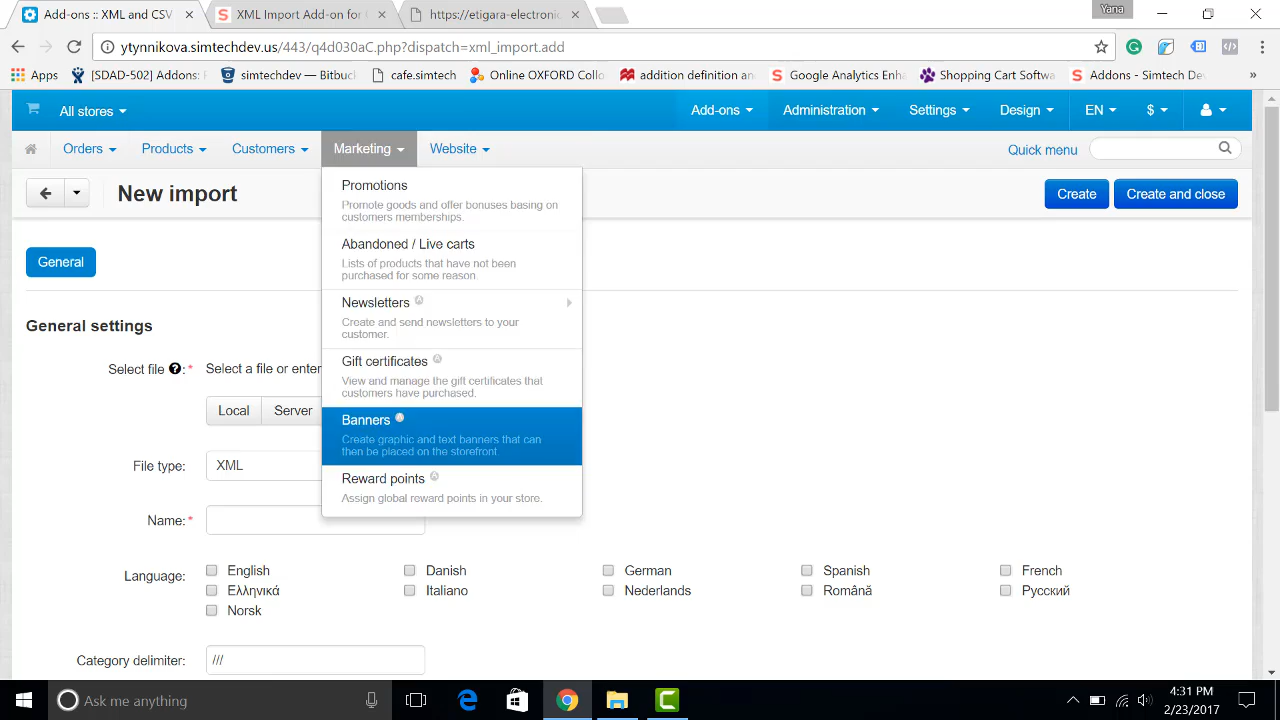 Add-ons :: XML and CSV
XML Import Add-on for
https://etigara-electronic
Yana
ytynnikova.simtechdev.us/443/q4d030aC.php?dispatch=xml_import.add
Apps
[SDAD-502] Addons:
simtechdev — Bitbuc
cafe.simts
Online OXFORD Collo
addition definition and
Google Analytics Enha
Shopping Cart Softwa
Addons - Simtech De
»
All stores
Add-ons
Administration
Settings
Design
EN
$
Orders
Products
Customers
Marketing
Website
Quick menu
New import
Create
Create and close
Promotions
Promote goods and offer bonuses basing on
customers memberships.
Abandoned / Live carts
Lists of products that have not been
purchased for some reason.
Newsletters
Create and send newsletters to your
customer.
Gift certificates
View and manage the gift certificates that
customers have purchased.
Banners
Create graphic and text banners that can
then be placed on the storefront.
Reward points
Assign global reward points in your store.
General
General settings
Select file ?: *
Select a file or enter
Local
Server
File type:
XML
Name: *
Language:
English
Danish
German
Spanish
French
Ελληνικά
Italiano
Nederlands
Română
Русский
Norsk
Category delimiter:
///
Ask me anything
4:31 PM
2/23/2017